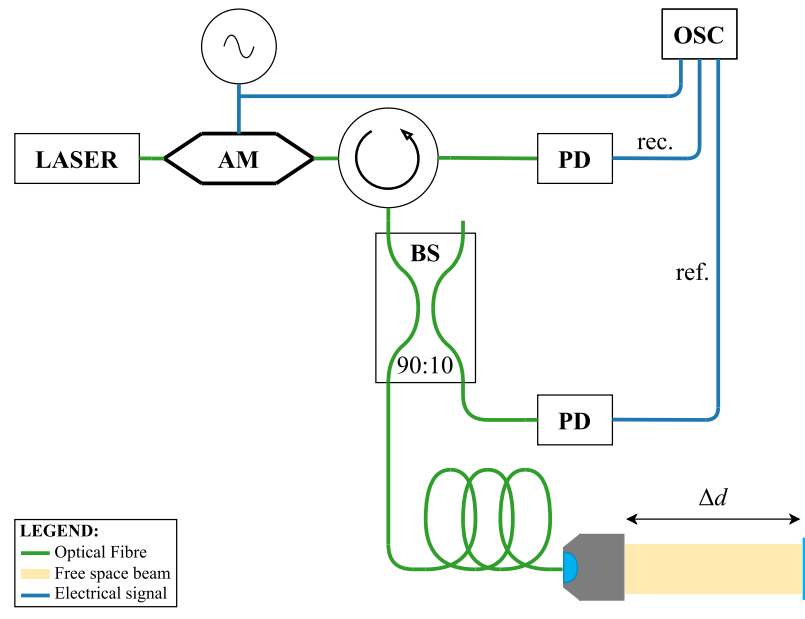 OSC
LASER
AM
PD
rec.
BS
ref.
90:10
PD
Δd
LEGEND:
Optical Fibre
Free space beam
Electrical signal